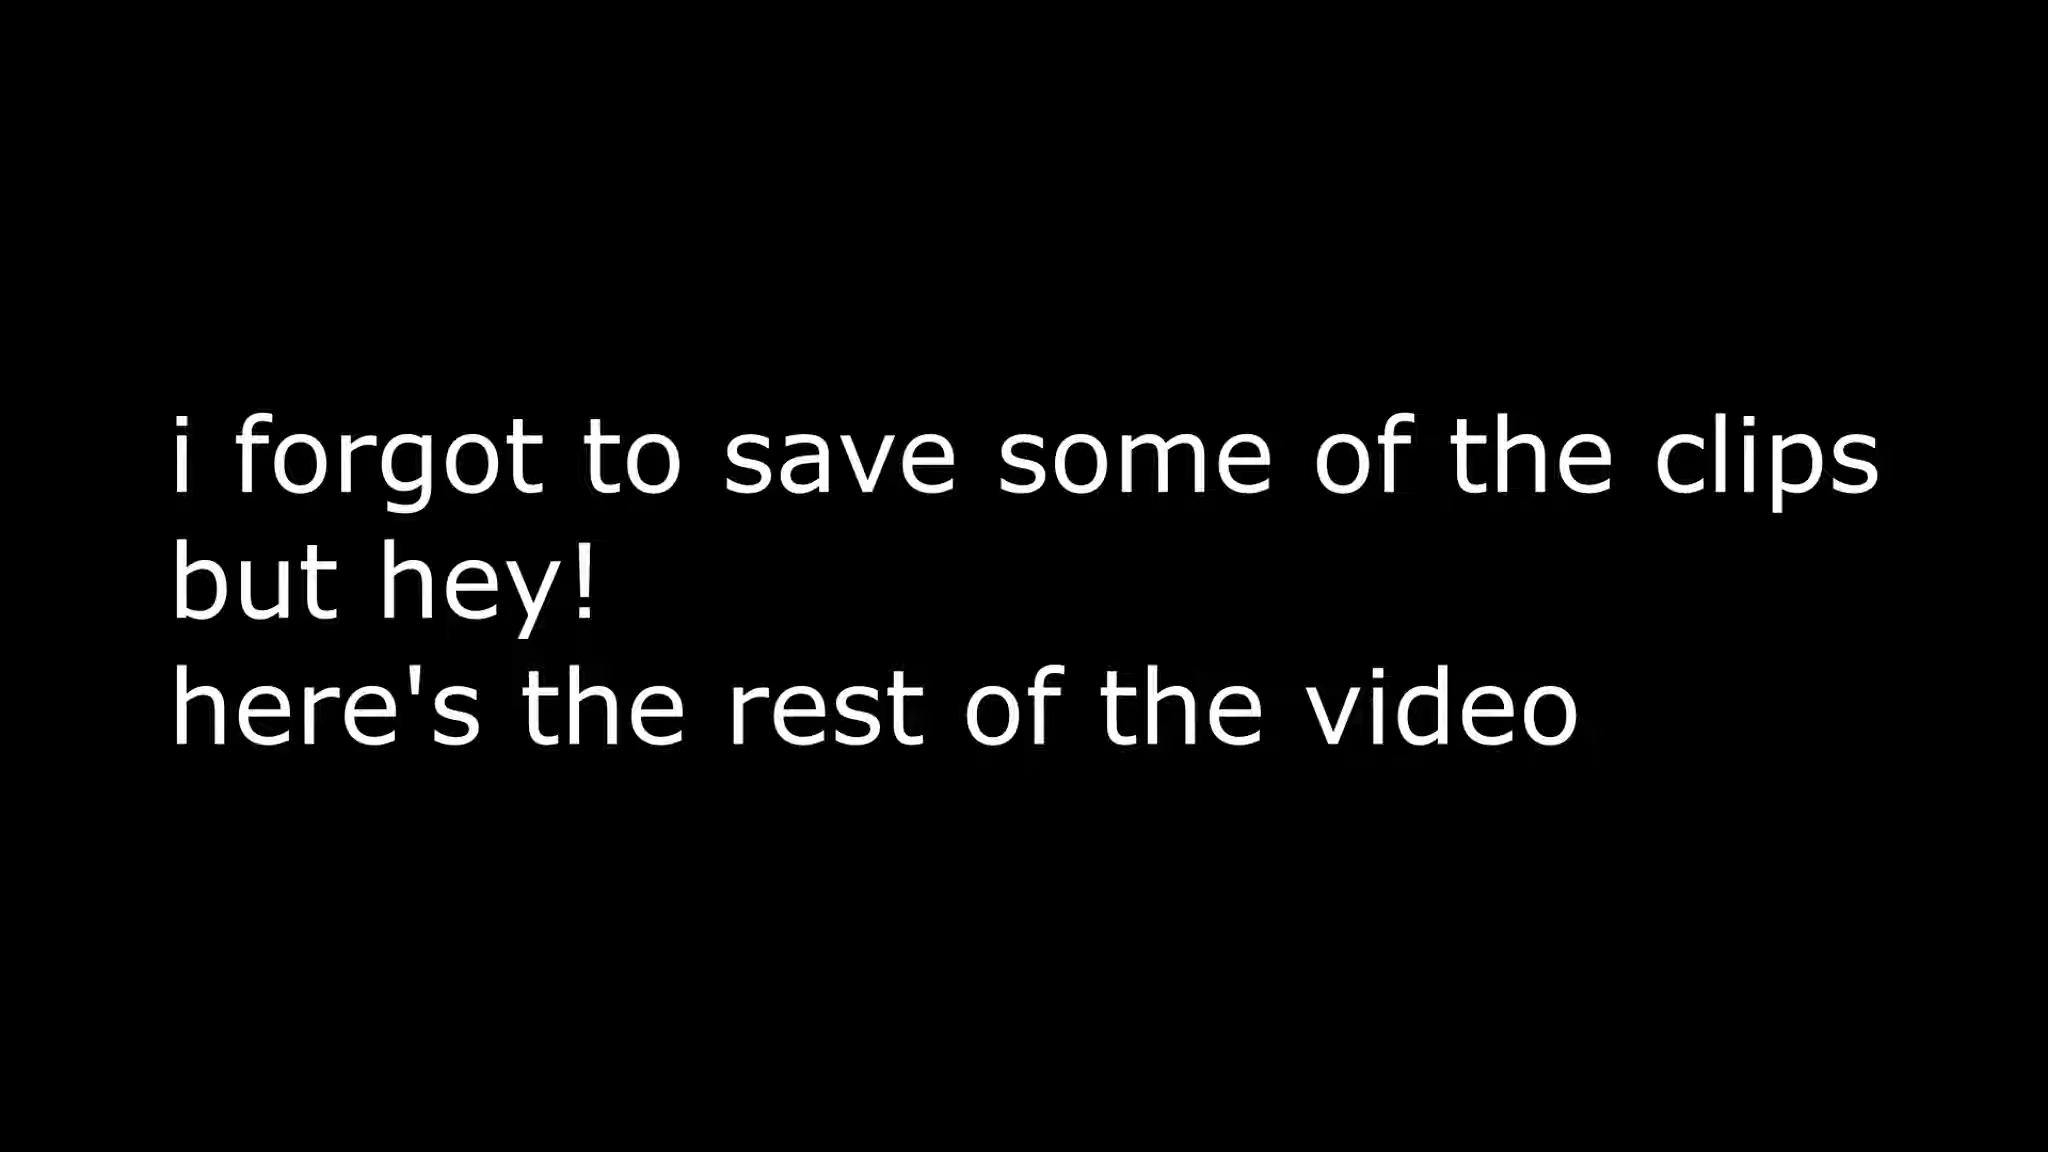 i forgot to save some of the clips
but hey!
here's the rest of the video